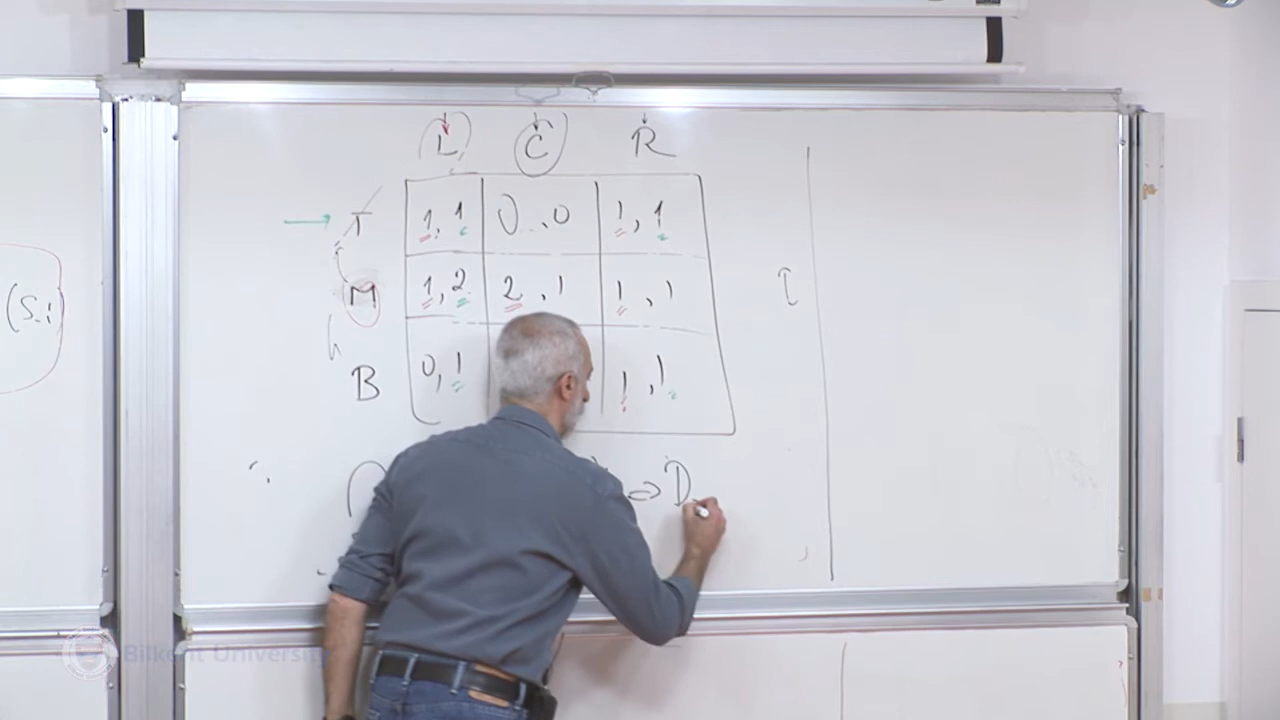 L C R
T 1,1 0,0 1,1
(S-i)
M 1,2 2,1 1,1
B 0,1 1,1
⇔ D
Bilkent University